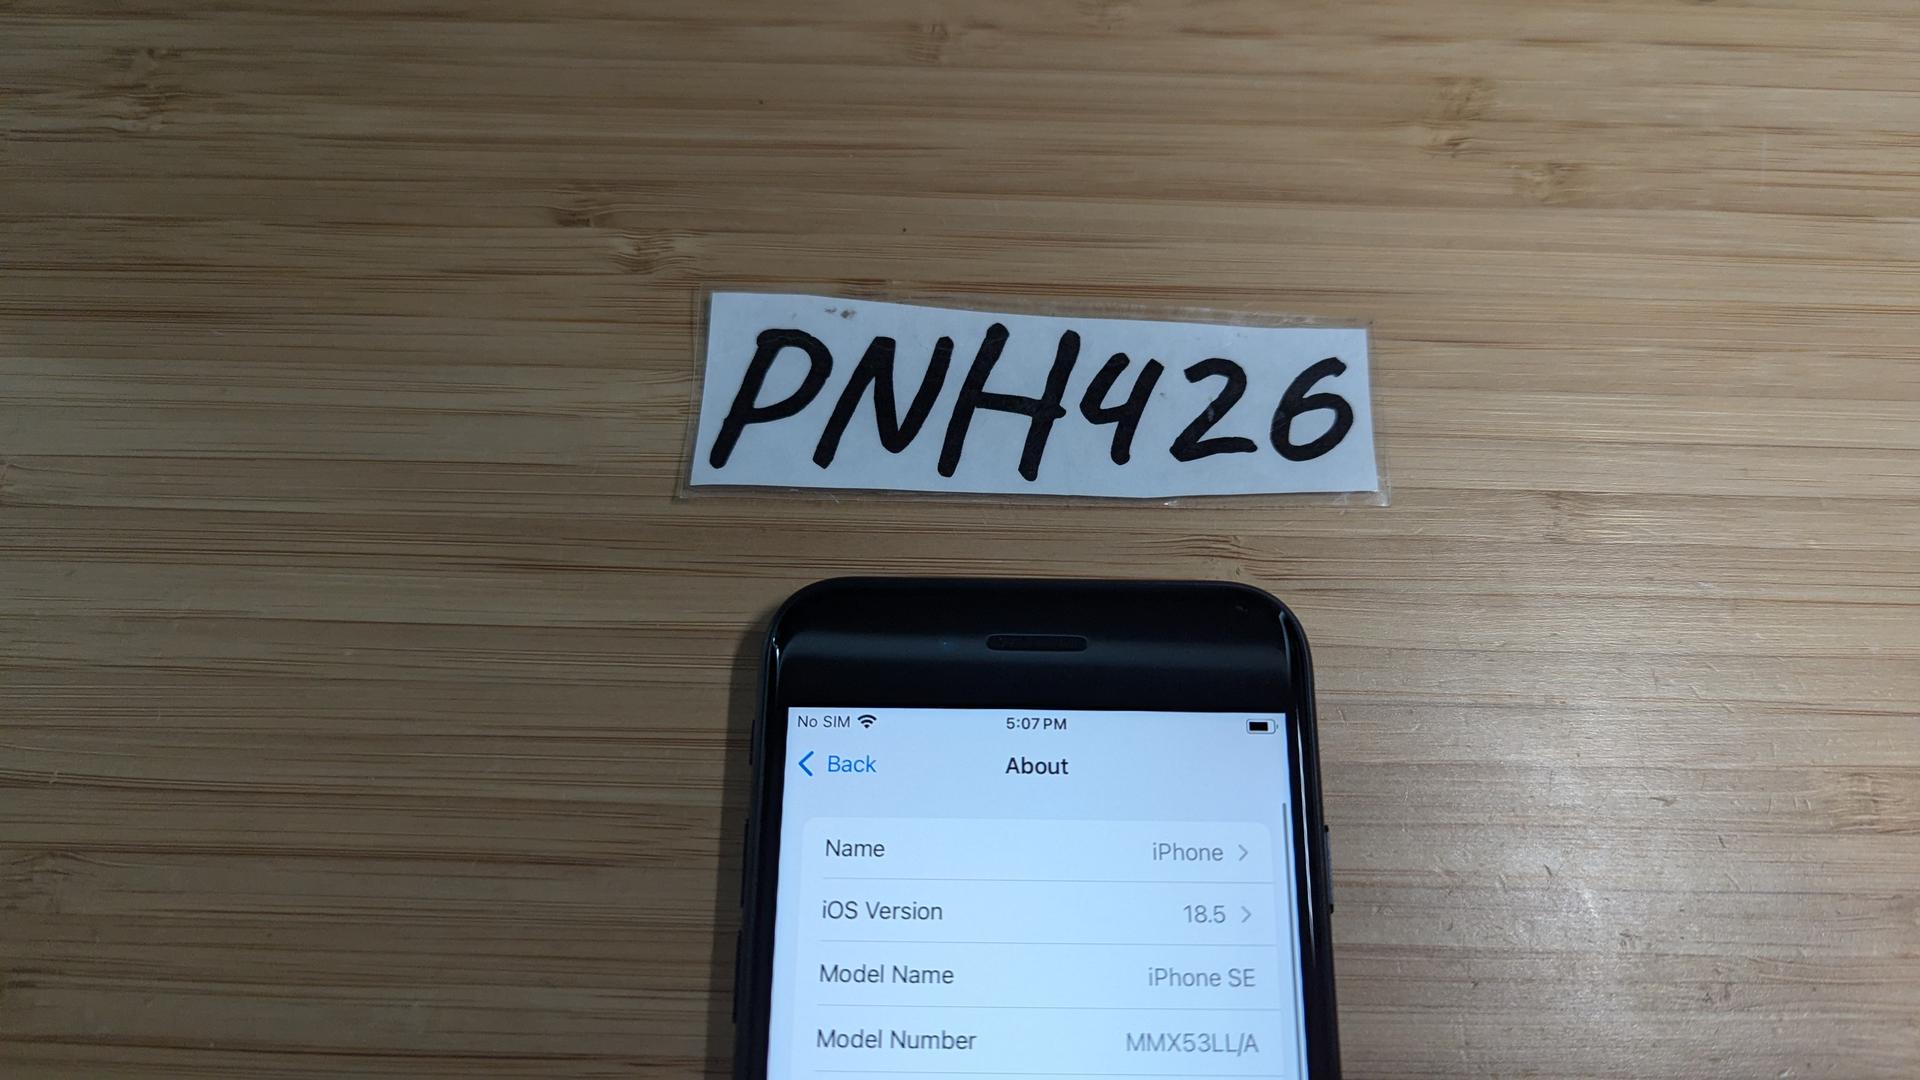 PNH426
No SIM 5:07 PM
Back About
Name iPhone
iOS Version 18.5
Model Name iPhone SE
Model Number MMX53LL/A